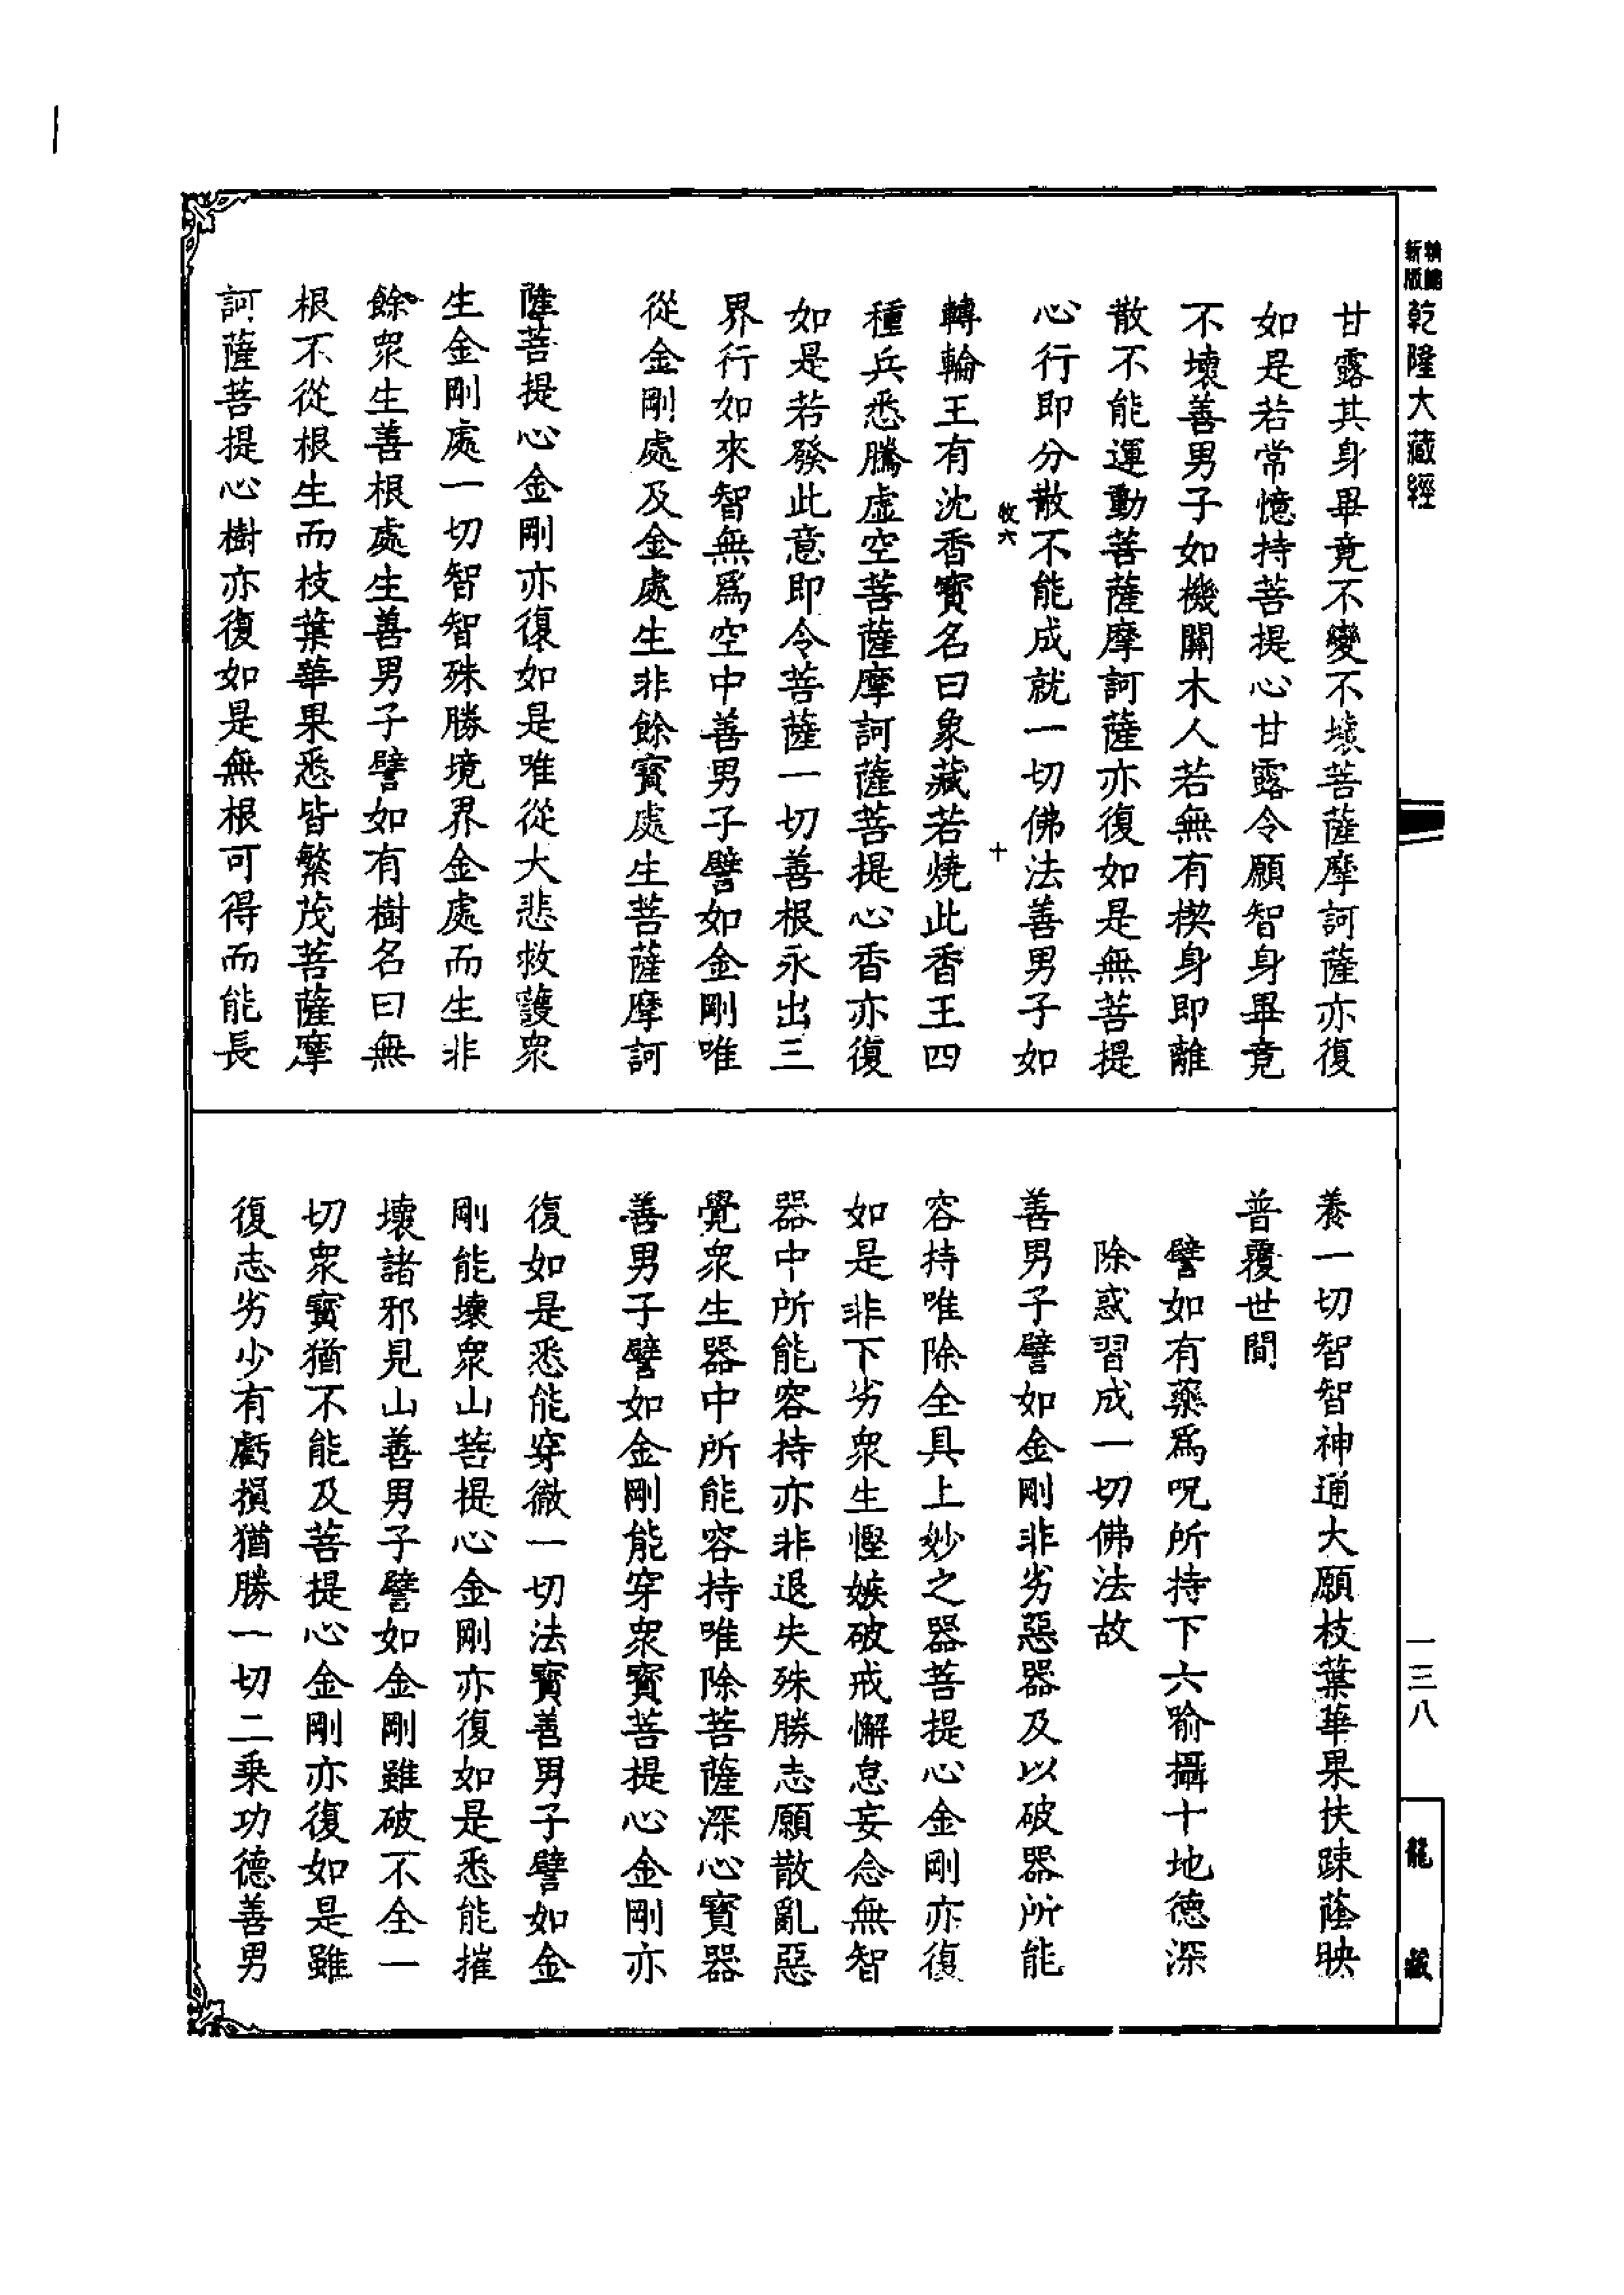 新版 精縮
乾隆大藏經
甘露其身畢竟不變不壞菩薩摩訶薩亦復
如是若常憶持菩提心甘露令願智身畢竟
不壞善男子如機關木人若無有楔身即離
散不能運動菩薩摩訶薩亦復如是無菩提
心行即分散不能成就一切佛法善男子如
牧六 十
轉輪王有沈香寶名曰象藏若燒此香王四
種兵悉騰虛空菩薩摩訶薩菩提心香亦復
如是若發此意即令菩薩一切善根永出三
界行如來智無爲空中善男子譬如金剛唯
從金剛處及金處生非餘寶處生菩薩摩訶
薩菩提心金剛亦復如是唯從大悲救護衆
生金剛處一切智智殊勝境界金處而生非
餘衆生善根處生善男子譬如有樹名曰無
根不從根生而枝葉華果悉皆繁茂菩薩摩
訶薩菩提心樹亦復如是無根可得而能長
養一切智智神通大願枝葉華果扶踈蔭映
普覆世間
譬如有藥爲呪所持下六喻攝十地德深
除惑習成一切佛法故
善男子譬如金剛非劣惡器及以破器所能
容持唯除全具上妙之器菩提心金剛亦復
如是非下劣衆生慳嫉破戒懈怠妄念無智
器中所能容持亦非退失殊勝志願散亂惡
覺衆生器中所能容持唯除菩薩深心寶器
善男子譬如金剛能穿衆寶菩提心金剛亦
復如是悉能穿徹一切法寶善男子譬如金
剛能壞衆山菩提心金剛亦復如是悉能摧
壞諸邪見山善男子譬如金剛雖破不全一
切衆寶猶不能及菩提心金剛亦復如是雖
復志劣少有虧損猶勝一切二乘功德善男
一三八
龍藏